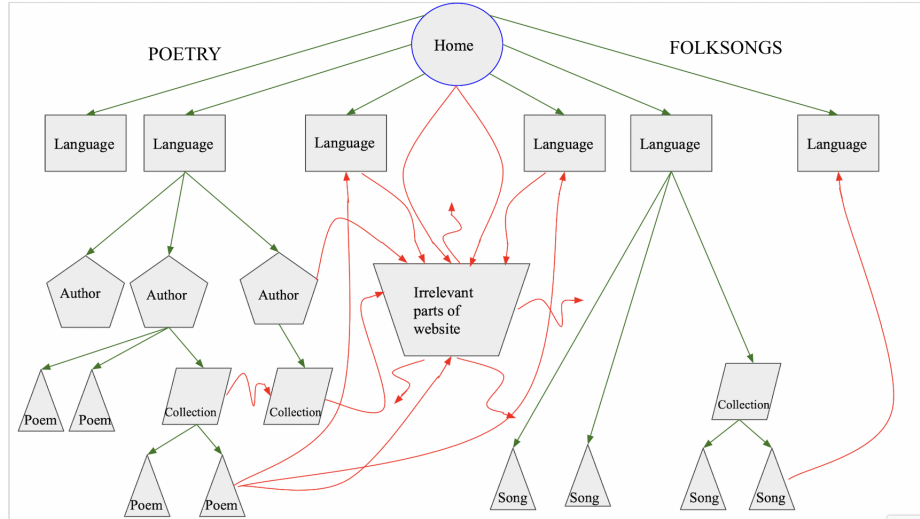 Home
POETRY
FOLKSONGS
Language
Language
Language
Language
Language
Language
Author
Author
Author
Irrelevant
parts of
website
Poem
Poem
Collection
Collection
Collection
Poem
Poem
Song
Song
Song
Song